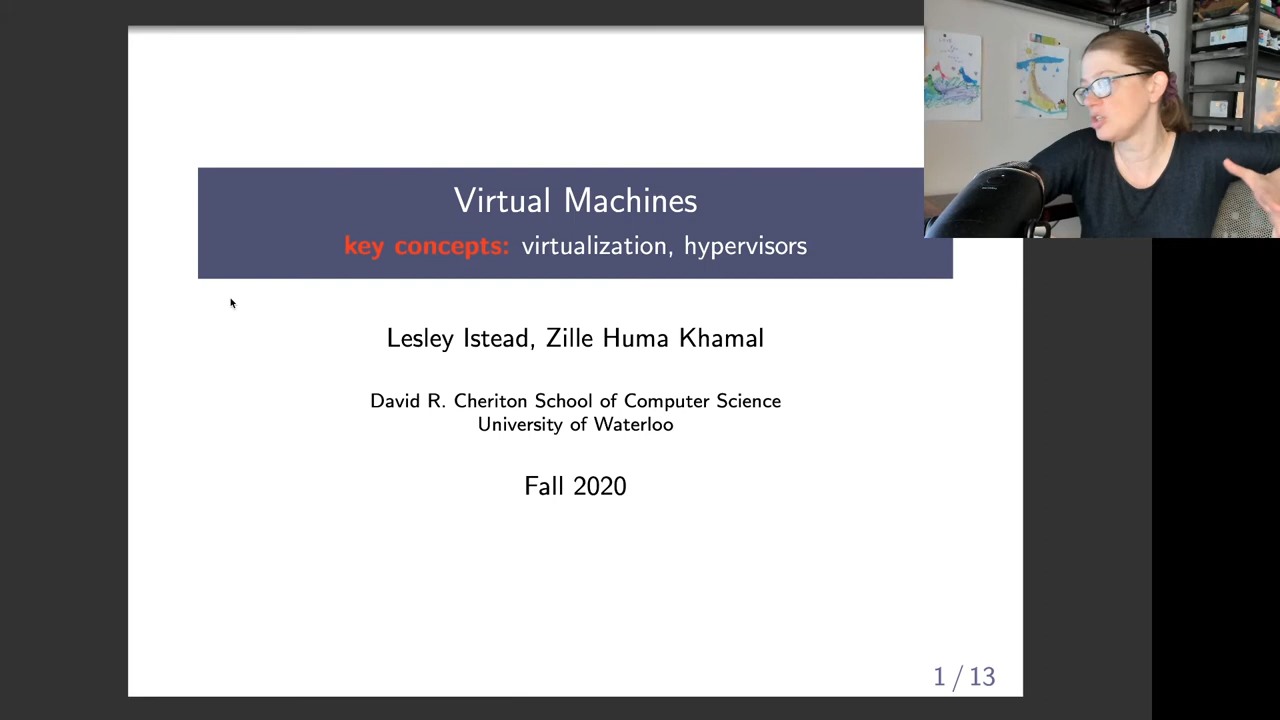 Virtual Machines
key concepts: virtualization, hypervisors
Lesley Istead, Zille Huma Khamal
David R. Cheriton School of Computer Science
University of Waterloo
Fall 2020
1 / 13